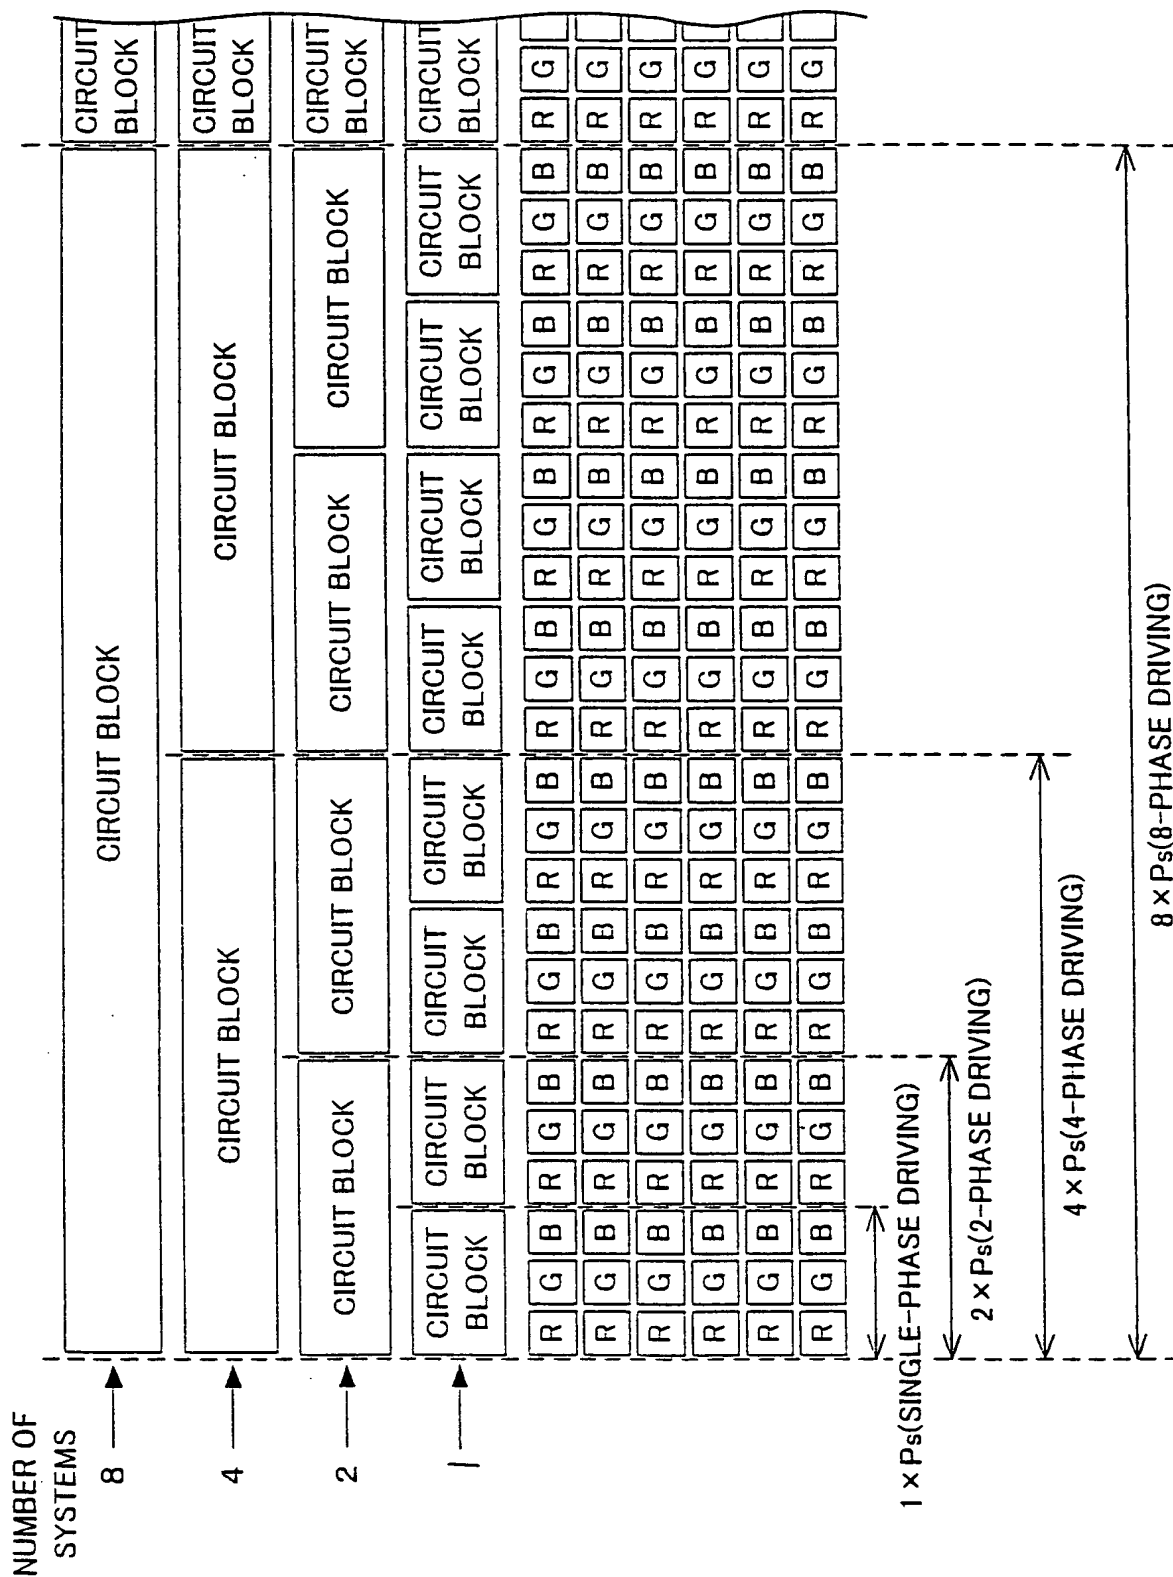 NUMBER OF
SYSTEMS
8
CIRCUIT BLOCK
CIRCUIT
BLOCK
4
CIRCUIT BLOCK
CIRCUIT BLOCK
CIRCUIT
BLOCK
2
CIRCUIT BLOCK
CIRCUIT BLOCK
CIRCUIT BLOCK
CIRCUIT BLOCK
CIRCUIT
BLOCK
1
CIRCUIT
BLOCK
CIRCUIT
BLOCK
CIRCUIT
BLOCK
CIRCUIT
BLOCK
CIRCUIT
BLOCK
CIRCUIT
BLOCK
CIRCUIT
BLOCK
CIRCUIT
BLOCK
CIRCUIT
BLOCK
R G B R G B R G B R G B R G B R G B R G B R G B R G
R G B R G B R G B R G B R G B R G B R G B R G B R G
R G B R G B R G B R G B R G B R G B R G B R G B R G
R G B R G B R G B R G B R G B R G B R G B R G B R G
R G B R G B R G B R G B R G B R G B R G B R G B R G
R G B R G B R G B R G B R G B R G B R G B R G B R G
1×Ps(SINGLE-PHASE DRIVING)
2×Ps(2-PHASE DRIVING)
4×Ps(4-PHASE DRIVING)
8×Ps(8-PHASE DRIVING)